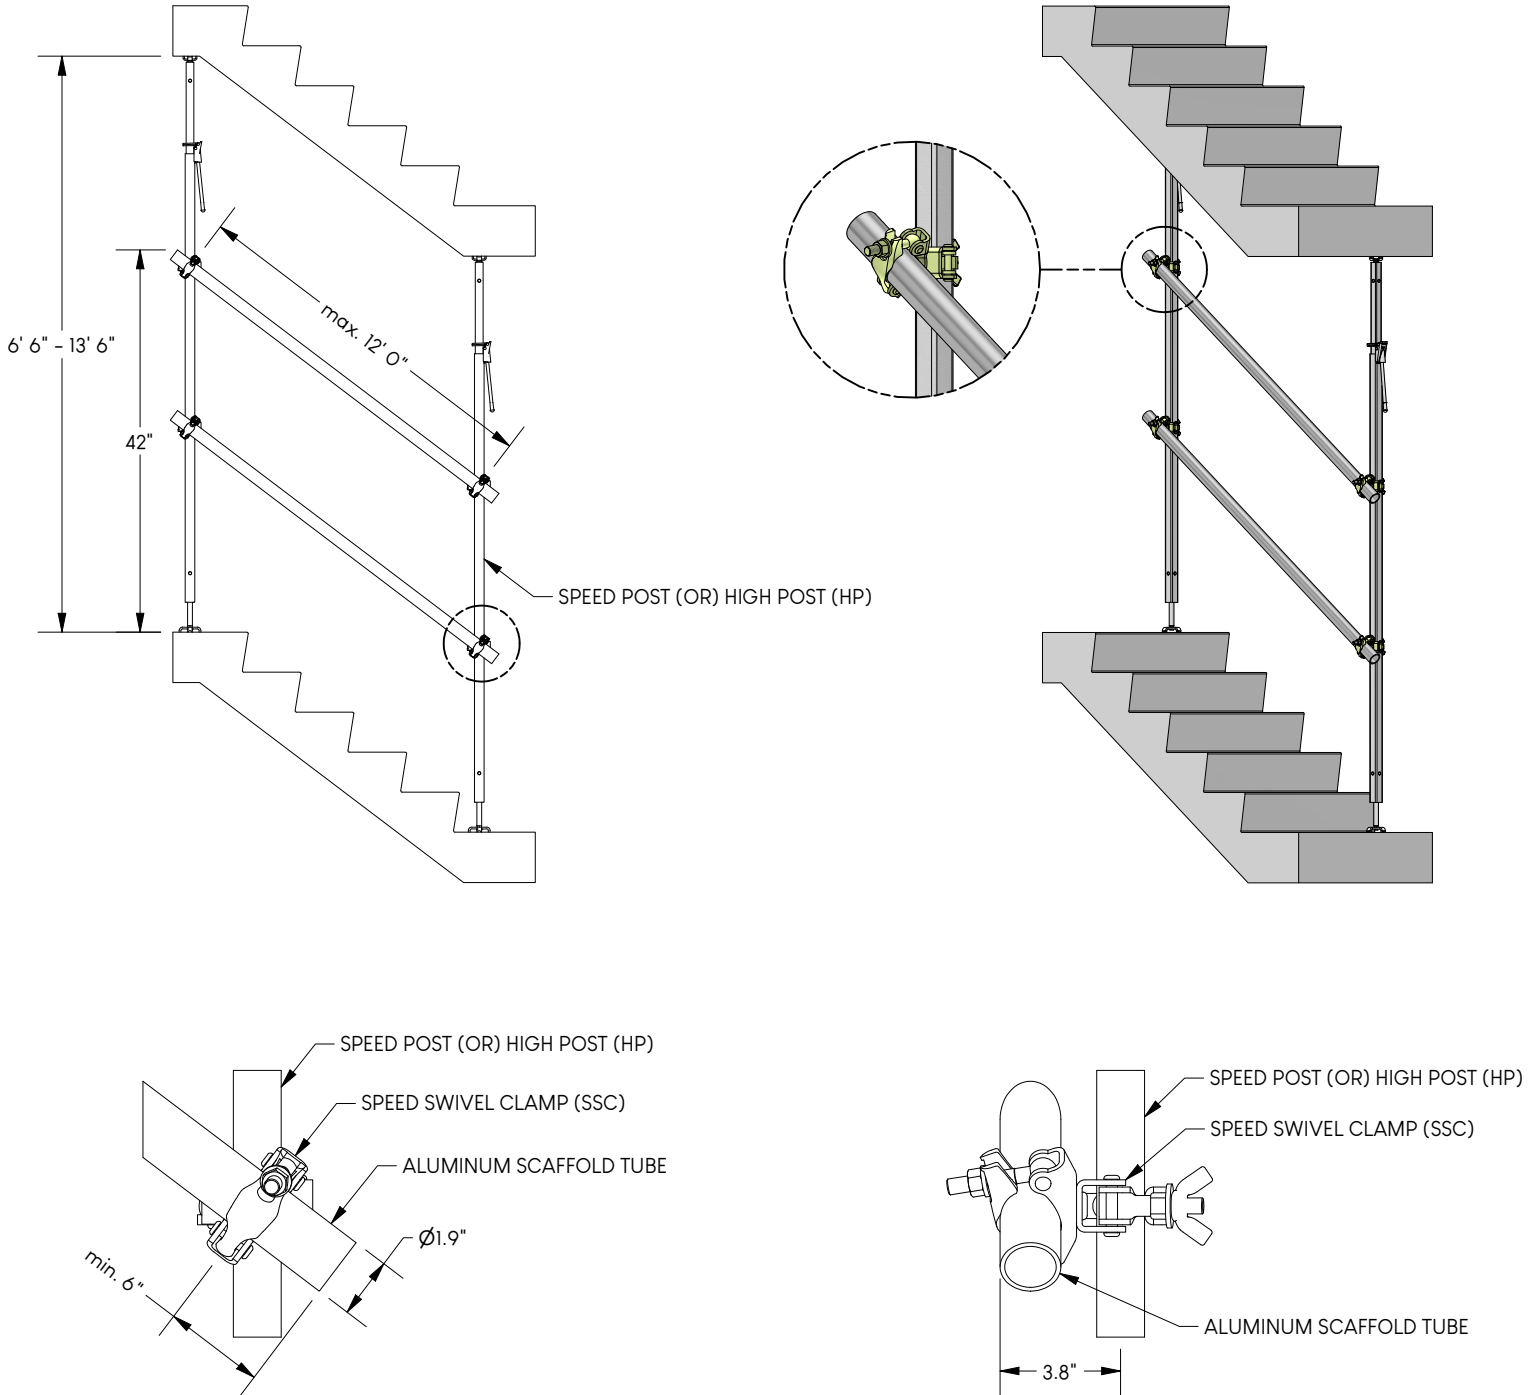 max. 12' 0"
6' 6" - 13' 6"
42"
SPEED POST (OR) HIGH POST (HP)
SPEED POST (OR) HIGH POST (HP)
SPEED SWIVEL CLAMP (SSC)
ALUMINUM SCAFFOLD TUBE
Ø1.9"
min. 6"
SPEED POST (OR) HIGH POST (HP)
SPEED SWIVEL CLAMP (SSC)
ALUMINUM SCAFFOLD TUBE
3.8"